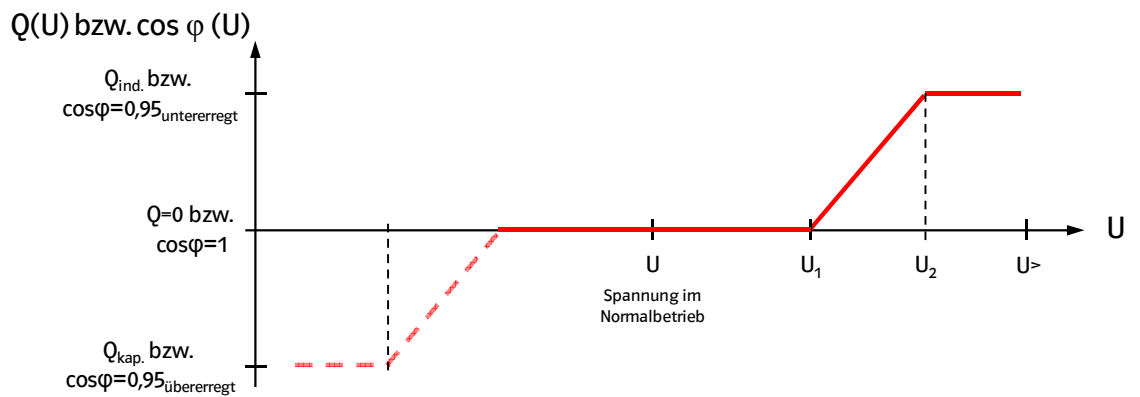 Q(U) bzw. cos φ (U)
Qind. bzw.
cosφ=0,95untererregt
Q=0 bzw.
cosφ=1
U
U
U1
U2
U>
Spannung im
Normalbetrieb
Qkap. bzw.
cosφ=0,95übererregt